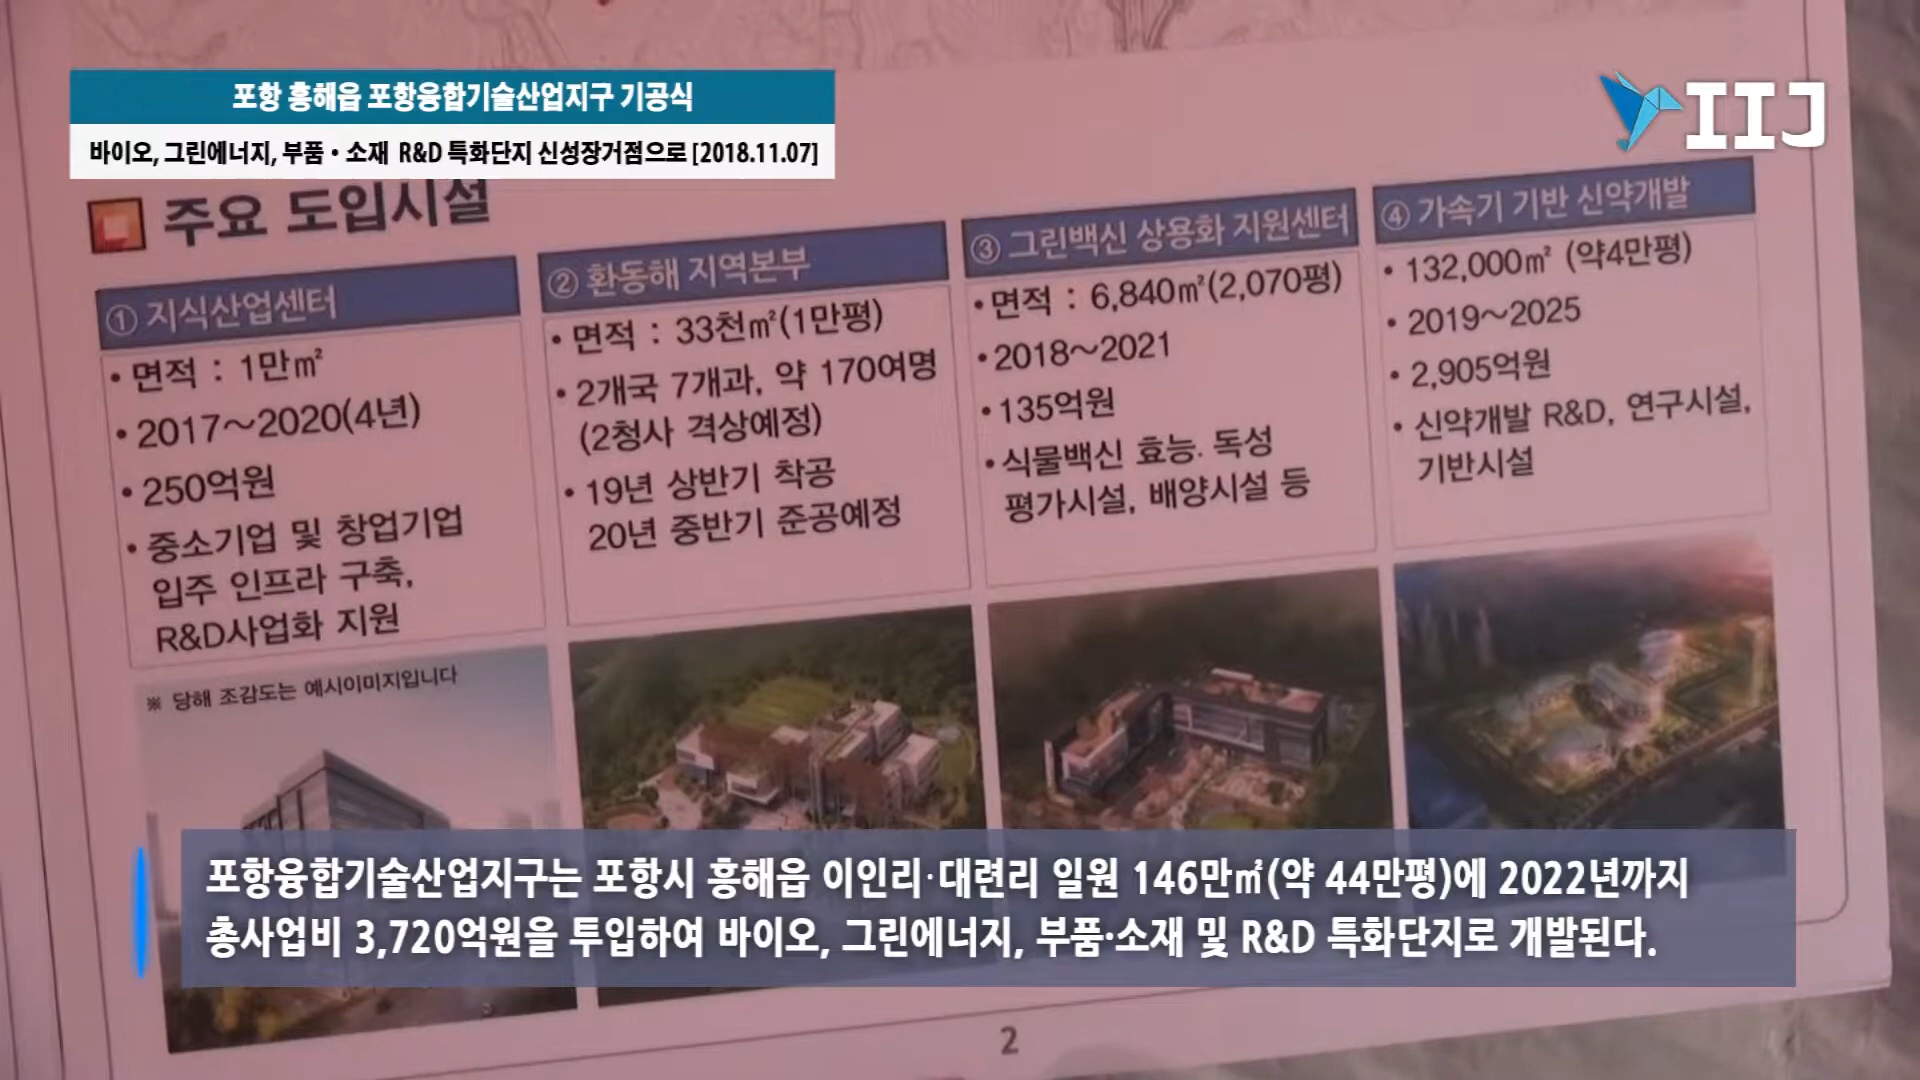 포항 흥해읍 포항융합기술산업지구 기공식
바이오, 그린에너지, 부품·소재 R&D 특화단지 신성장거점으로 [2018.11.07]
IIJ
주요 도입시설
① 지식산업센터
• 면적 : 1만㎡
• 2017~2020(4년)
• 250억원
• 중소기업 및 창업기업
입주 인프라 구축,
R&D사업화 지원
※ 당해 조감도는 예시이미지입니다
② 환동해 지역본부
• 면적 : 33천㎡(1만평)
• 2개국 7개과, 약 170여명
(2청사 격상예정)
• 19년 상반기 착공
20년 중반기 준공예정
③ 그린백신 상용화 지원센터
• 면적 : 6,840㎡(2,070평)
• 2018~2021
• 135억원
• 식물백신 효능. 독성
평가시설, 배양시설 등
④ 가속기 기반 신약개발
• 132,000㎡ (약4만평)
• 2019~2025
• 2,905억원
• 신약개발 R&D, 연구시설,
기반시설
포항융합기술산업지구는 포항시 흥해읍 이인리·대련리 일원 146만㎡(약 44만평)에 2022년까지
총사업비 3,720억원을 투입하여 바이오, 그린에너지, 부품·소재 및 R&D 특화단지로 개발된다.
2